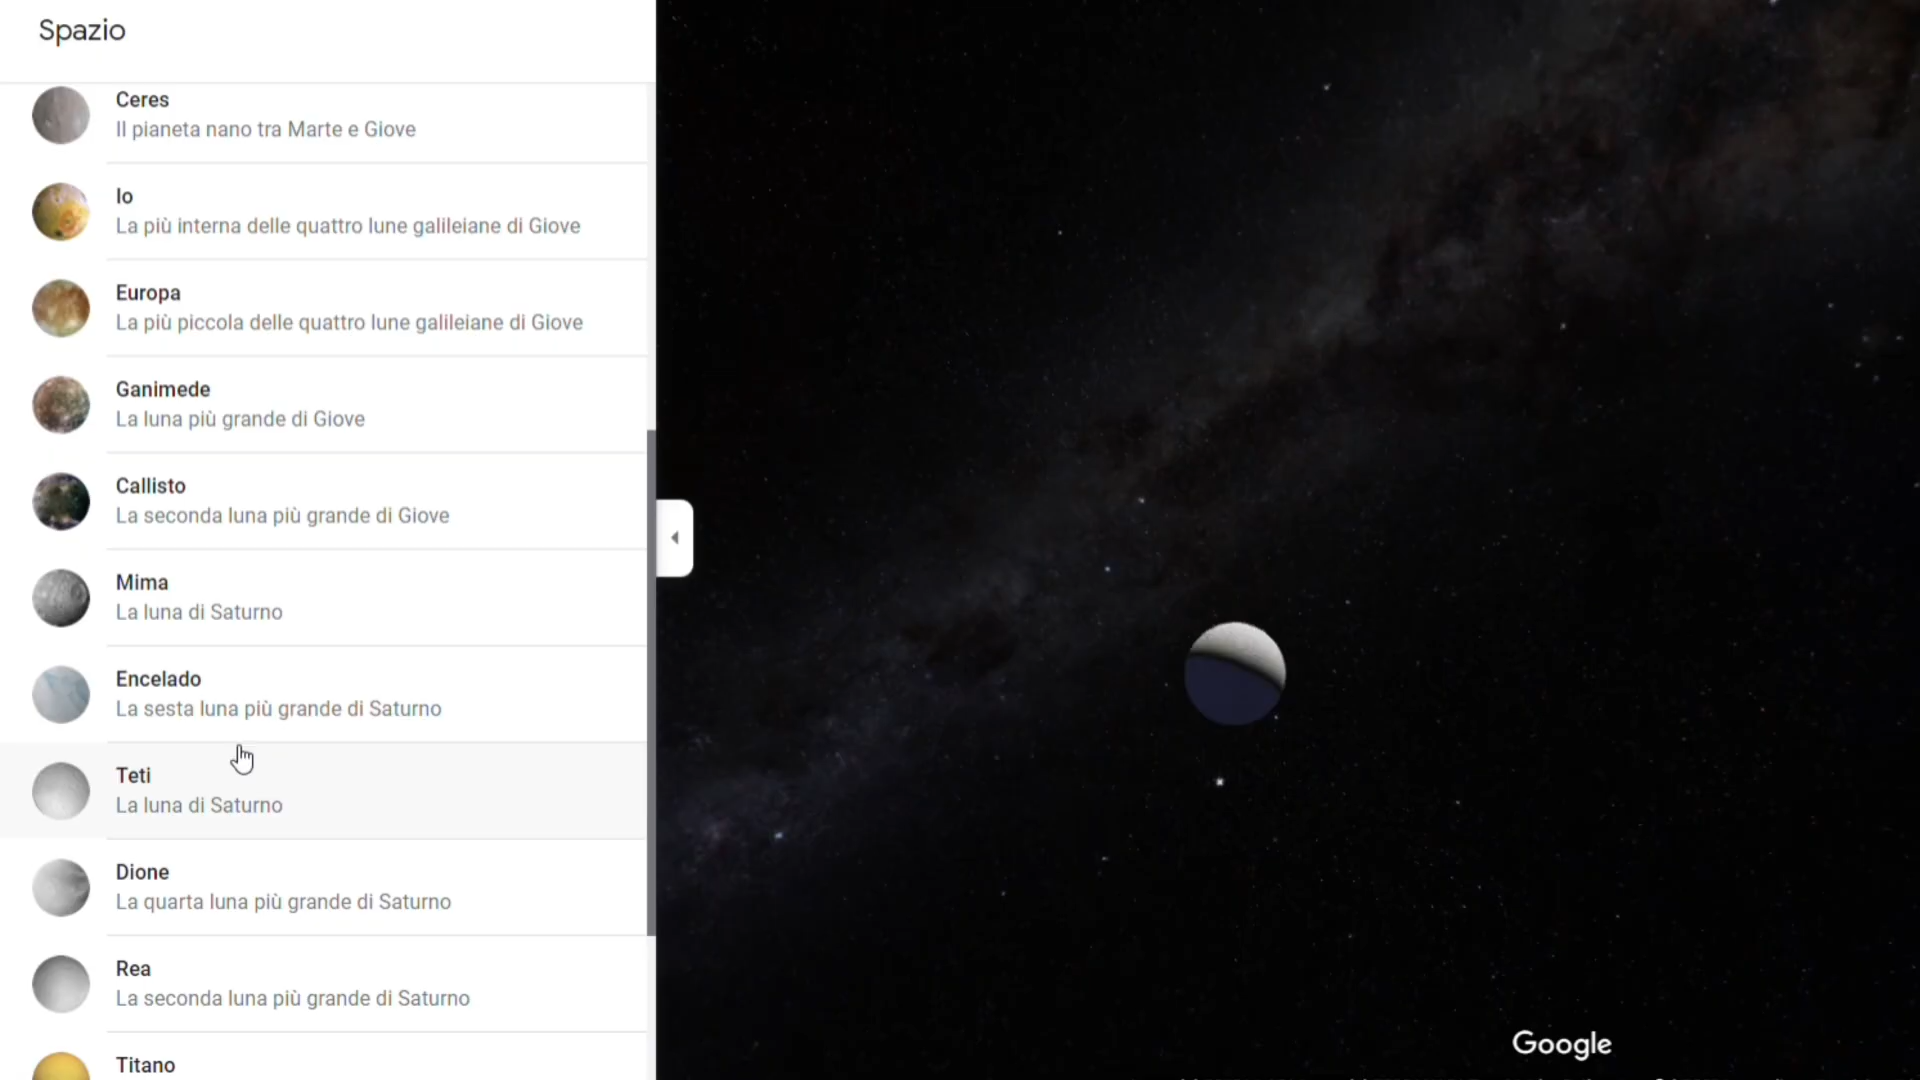 Spazio
Ceres
Il pianeta nano tra Marte e Giove
Io
La più interna delle quattro lune galileiane di Giove
Europa
La più piccola delle quattro lune galileiane di Giove
Ganimede
La luna più grande di Giove
Callisto
La seconda luna più grande di Giove
Mima
La luna di Saturno
Encelado
La sesta luna più grande di Saturno
Teti
La luna di Saturno
Dione
La quarta luna più grande di Saturno
Rea
La seconda luna più grande di Saturno
Titano
Google